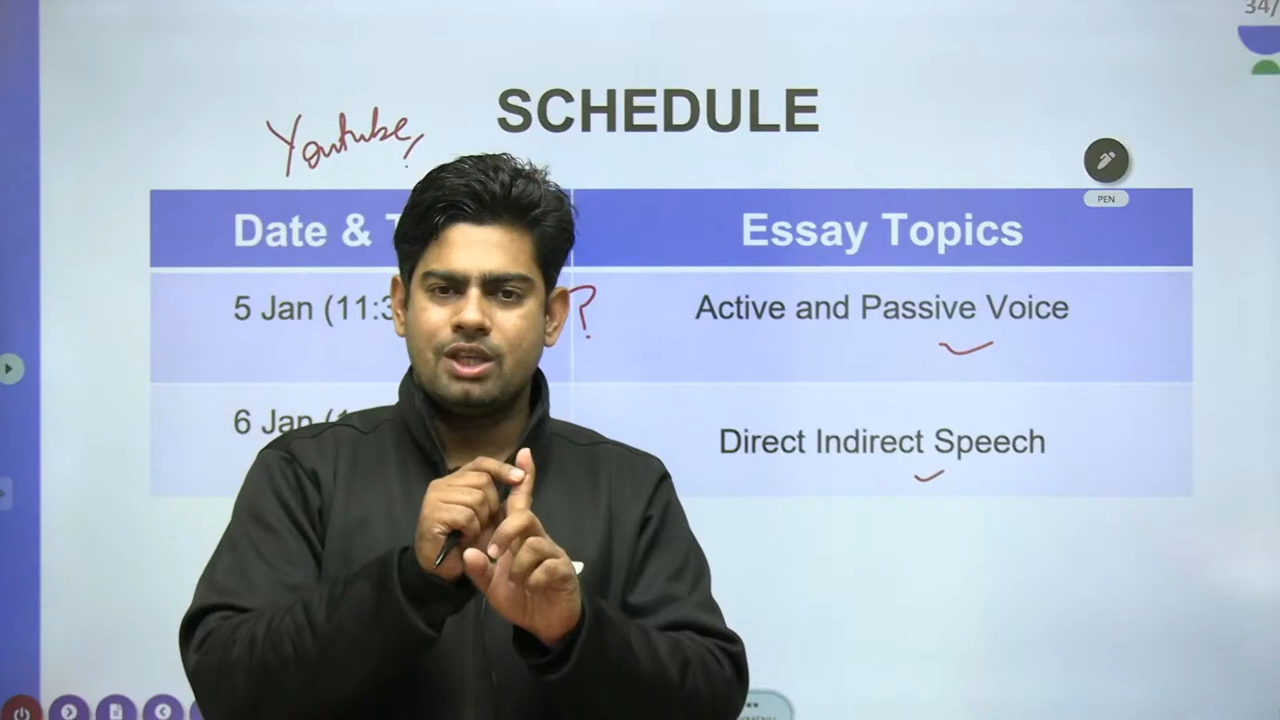 34/
SCHEDULE
Youtube,
PEN
Date &
Essay Topics
5 Jan (11:3
?
Active and Passive Voice
6 Jan (
Direct Indirect Speech